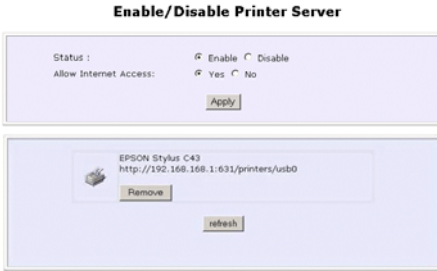 Enable/Disable Printer Server
Status : Enable Disable
Allow Internet Access: Yes No
Apply
EPSON Stylus C43
http://192.168.168.1:631/printers/usb0
Remove
refresh